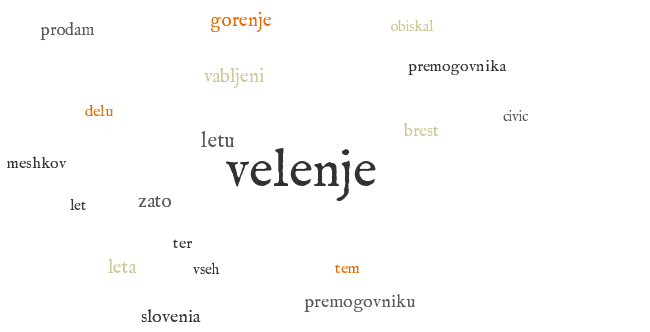 gorenje
obiskal
prodam
premogovnika
vabljeni
delu
civic
brest
letu
meshkov
velenje
let
zato
ter
leta
vseh
tem
premogovniku
slovenia